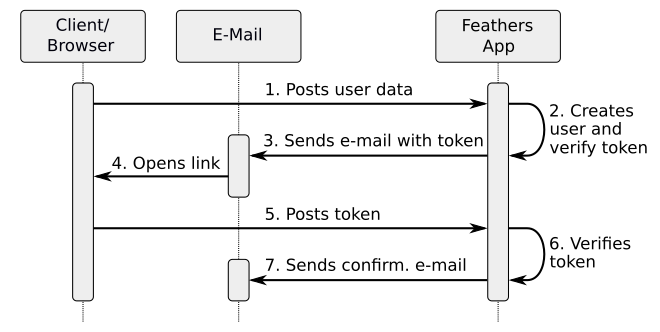 Client/
Browser
E-Mail
Feathers
App
1. Posts user data
2. Creates
user and
verify token
3. Sends e-mail with token
4. Opens link
5. Posts token
6. Verifies
token
7. Sends confirm. e-mail